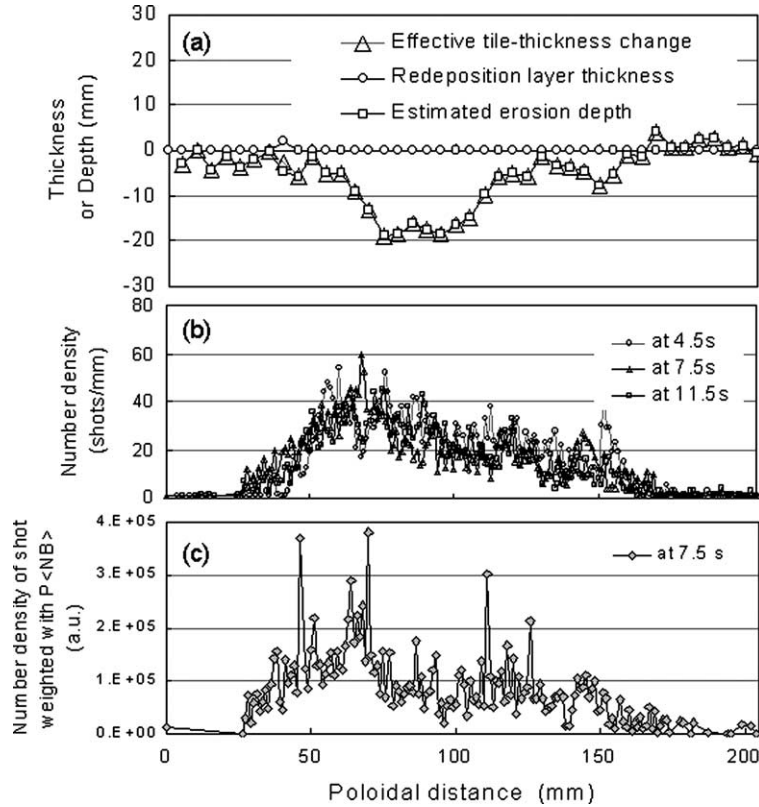 (a)
Effective tile-thickness change
Redeposition layer thickness
Estimated erosion depth
Thickness
or Depth (mm)
30
20
10
0
-10
-20
-30
(b)
at 4.5s
at 7.5s
at 11.5s
Number density
(shots/mm)
80
60
40
20
0
(c)
at 7.5 s
Number density of shot
weighted with P<NB>
(a.u.)
4.E+05
3.E+05
2.E+05
1.E+05
0.E+00
0
50
100
150
200
Poloidal distance (mm)